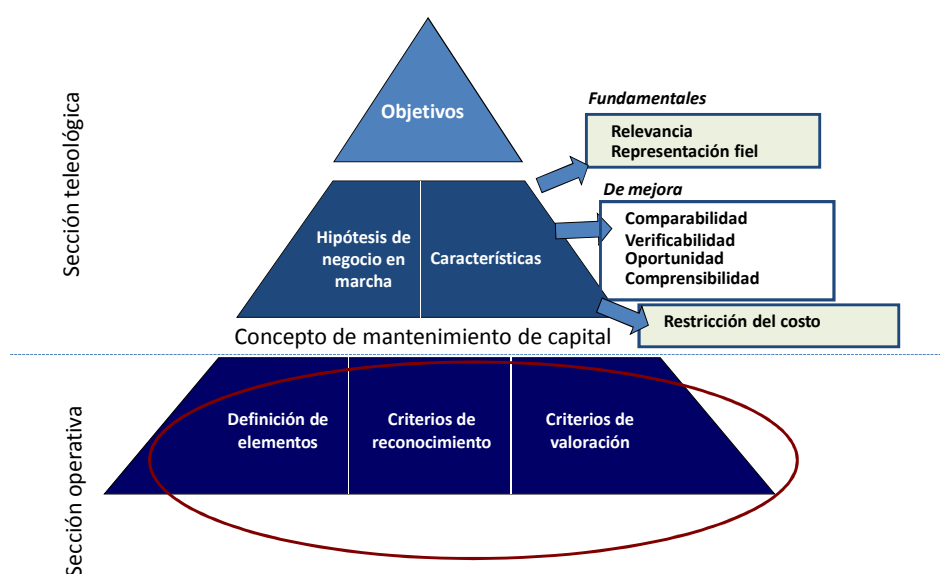 Sección teleológica
Objetivos
Fundamentales
Relevancia
Representación fiel
Hipótesis de
negocio en
marcha
Características
De mejora
Comparabilidad
Verificabilidad
Oportunidad
Comprensibilidad
Restricción del costo
Concepto de mantenimiento de capital
Sección operativa
Definición de
elementos
Criterios de
reconocimiento
Criterios de
valoración